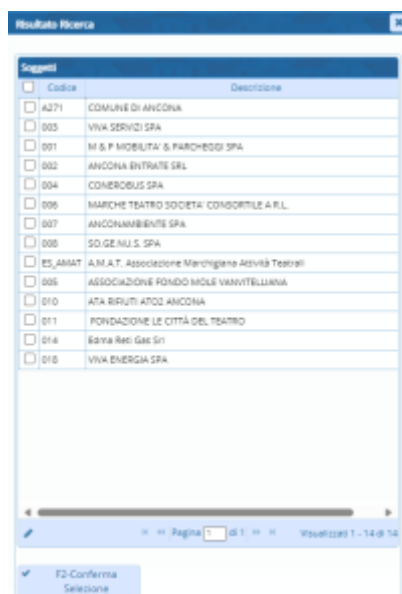 Risultato Ricerca
Soggetti
Codice Descrizione
A271 COMUNE DI ANCONA
003 VIVA SERVIZI SPA
001 M & P MOBILITA' & PARCHEGGI SPA
002 ANCONA ENTRATE SRL
004 CONEROBUS SPA
006 MARCHE TEATRO SOCIETA' CONSORTILE A R.L.
007 ANCONAMBIENTE SPA
008 SO.GE.NU.S. SPA
ES_AMAT A.M.A.T. Associazione Marchigiana Attività Teatrali
005 ASSOCIAZIONE FONDO MOLE VANVITELLIANA
010 ATA RIFIUTI ATO2 ANCONA
011 FONDAZIONE LE CITTÀ DEL TEATRO
014 Edma Reti Gas Srl
018 VIVA ENERGIA SPA
Pagina 1 di 1 Visualizzati 1 - 14 di 14
F2-Conferma
Selezione